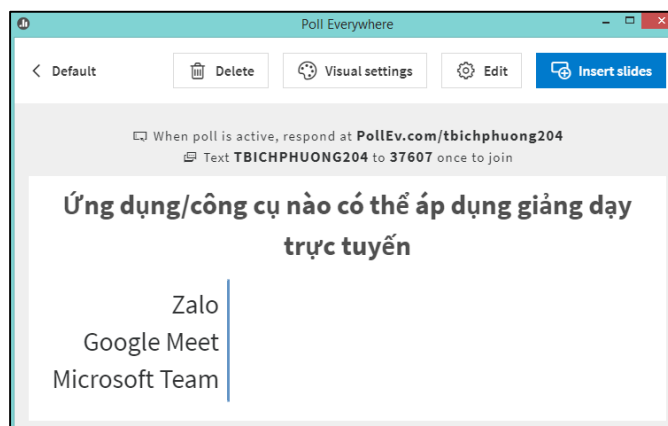 Poll Everywhere
Default
Delete
Visual settings
Edit
Insert slides
When poll is active, respond at PollEv.com/tbichphuong204
Text TBICHPHUONG204 to 37607 once to join
Ứng dụng/công cụ nào có thể áp dụng giảng dạy
trực tuyến
Zalo
Google Meet
Microsoft Team